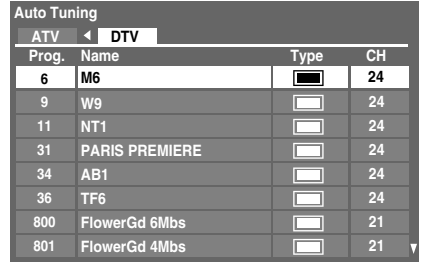 Auto Tuning
ATV ◀ DTV
Prog. Name Type CH
6 M6 24
9 W9 24
11 NT1 24
31 PARIS PREMIERE 24
34 AB1 24
36 TF6 24
800 FlowerGd 6Mbs 21
801 FlowerGd 4Mbs 21